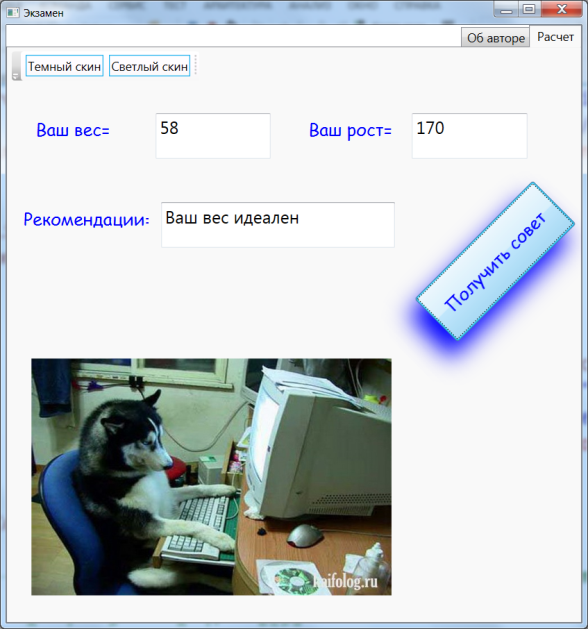 Экзамен
Об авторе
Расчет
Темный скин
Светлый скин
Ваш вес=
58
Ваш рост=
170
Рекомендации:
Ваш вес идеален
Получить совет
kaifolog.ru